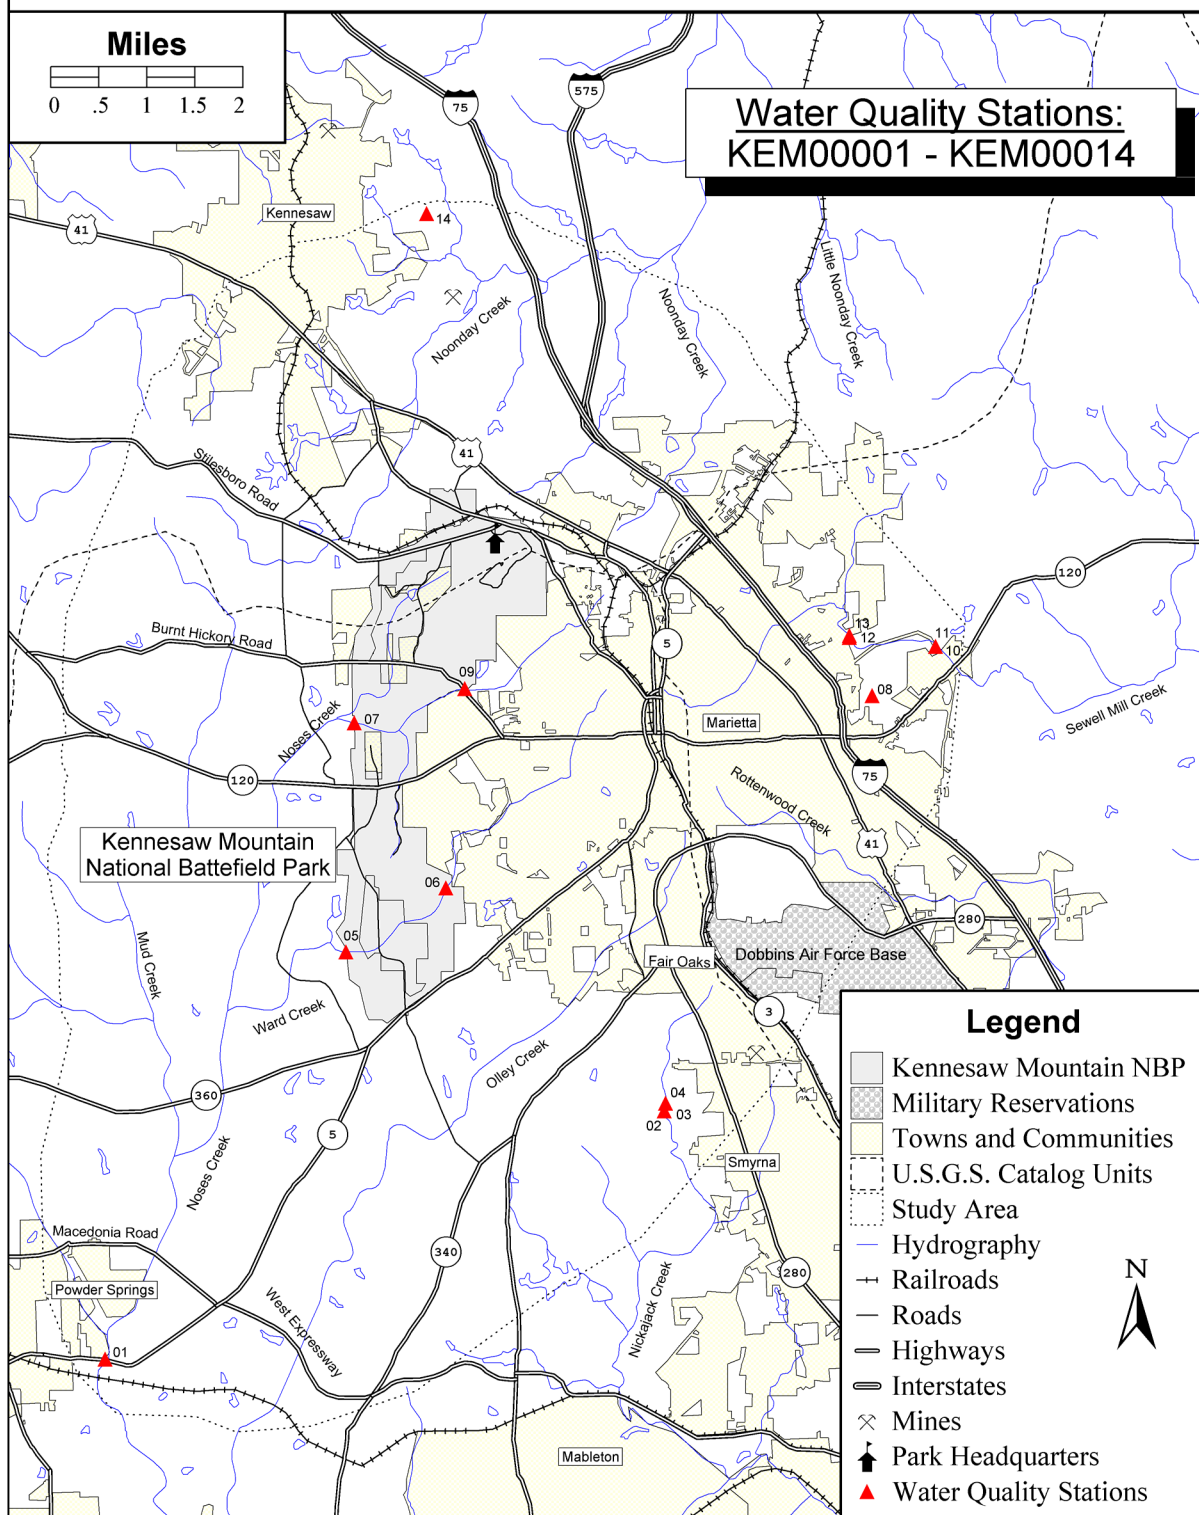 Miles
0 .5 1 1.5 2
75
575
Water Quality Stations:
KEM00001 - KEM00014
41
Kennesaw
14
Noonday Creek
Noonday Creek
Little Noonday Creek
41
Stilesboro Road
120
Burnt Hickory Road
5
13
12
11
10
09
08
07
Noses Creek
Marietta
Sewell Mill Creek
120
75
Rottenwood Creek
Kennesaw Mountain
National Battefield Park
41
06
280
05
Mud Creek
Fair Oaks
Dobbins Air Force Base
Ward Creek
3
Olley Creek
360
5
04
03
02
Noses Creek
Smyrna
Macedonia Road
340
280
Powder Springs
West Expressway
Nickajack Creek
01
Mableton
Legend
Kennesaw Mountain NBP
Military Reservations
Towns and Communities
U.S.G.S. Catalog Units
Study Area
Hydrography
Railroads
Roads
Highways
Interstates
Mines
Park Headquarters
Water Quality Stations
N